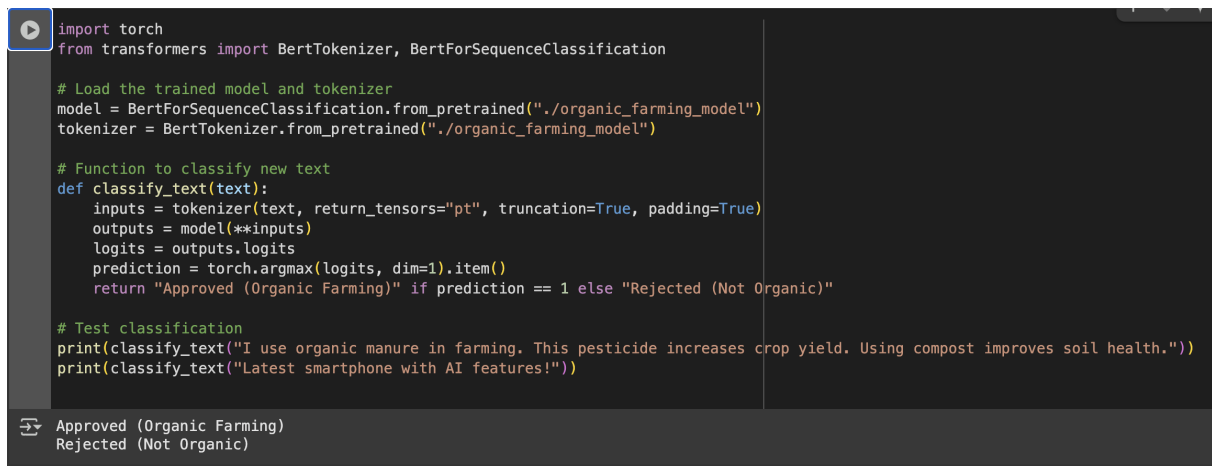 import torch
from transformers import BertTokenizer, BertForSequenceClassification
# Load the trained model and tokenizer
model = BertForSequenceClassification.from_pretrained("./organic_farming_model")
tokenizer = BertTokenizer.from_pretrained("./organic_farming_model")
# Function to classify new text
def classify_text(text):
    inputs = tokenizer(text, return_tensors="pt", truncation=True, padding=True)
    outputs = model(**inputs)
    logits = outputs.logits
    prediction = torch.argmax(logits, dim=1).item()
    return "Approved (Organic Farming)" if prediction == 1 else "Rejected (Not Organic)"
# Test classification
print(classify_text("I use organic manure in farming. This pesticide increases crop yield. Using compost improves soil health."))
print(classify_text("Latest smartphone with AI features!"))
Approved (Organic Farming)
Rejected (Not Organic)